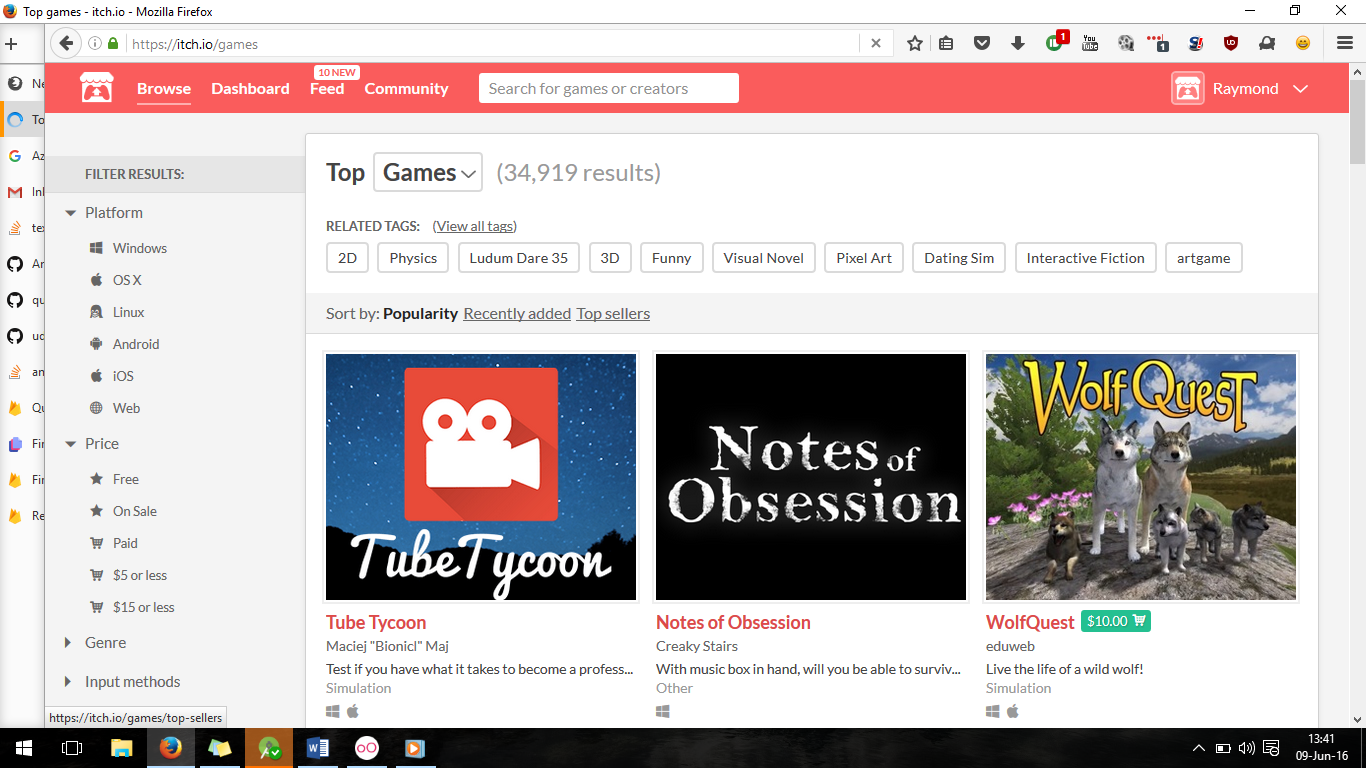 Top games - itch.io - Mozilla Firefox
https://itch.io/games
1
You
Tube
1
S!
UD
Ne
To
Az
Inl
tex
An
qu
uc
an
Qu
Fir
Fir
Re
Browse
Dashboard
10 NEW
Feed
Community
Search for games or creators
Raymond
FILTER RESULTS:
Platform
Windows
OS X
Linux
Android
iOS
Web
Price
Free
On Sale
Paid
$5 or less
$15 or less
Genre
Input methods
Top Games (34,919 results)
RELATED TAGS: (View all tags)
2D Physics Ludum Dare 35 3D Funny Visual Novel Pixel Art Dating Sim Interactive Fiction artgame
Sort by: Popularity Recently added Top sellers
TubeTycoon
Tube Tycoon
Maciej "Bionicl" Maj
Test if you have what it takes to become a profess...
Simulation
Notes of
Obsession
Notes of Obsession
Creaky Stairs
With music box in hand, will you be able to surviv...
Other
Wolf Quest
WolfQuest $10.00
eduweb
Live the life of a wild wolf!
Simulation
https://itch.io/games/top-sellers
13:41
09-Jun-16